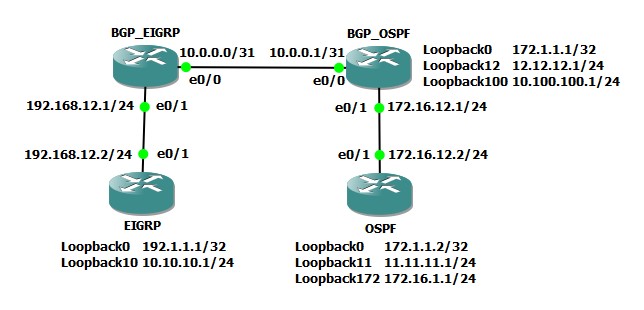 BGP_EIGRP
BGP_OSPF
10.0.0.0/31
10.0.0.1/31
e0/0
e0/0
Loopback0 172.1.1.1/32
Loopback12 12.12.12.1/24
Loopback100 10.100.100.1/24
192.168.12.1/24
e0/1
e0/1
172.16.12.1/24
192.168.12.2/24
e0/1
e0/1
172.16.12.2/24
EIGRP
OSPF
Loopback0 192.1.1.1/32
Loopback10 10.10.10.1/24
Loopback0 172.1.1.2/32
Loopback11 11.11.11.1/24
Loopback172 172.16.1.1/24